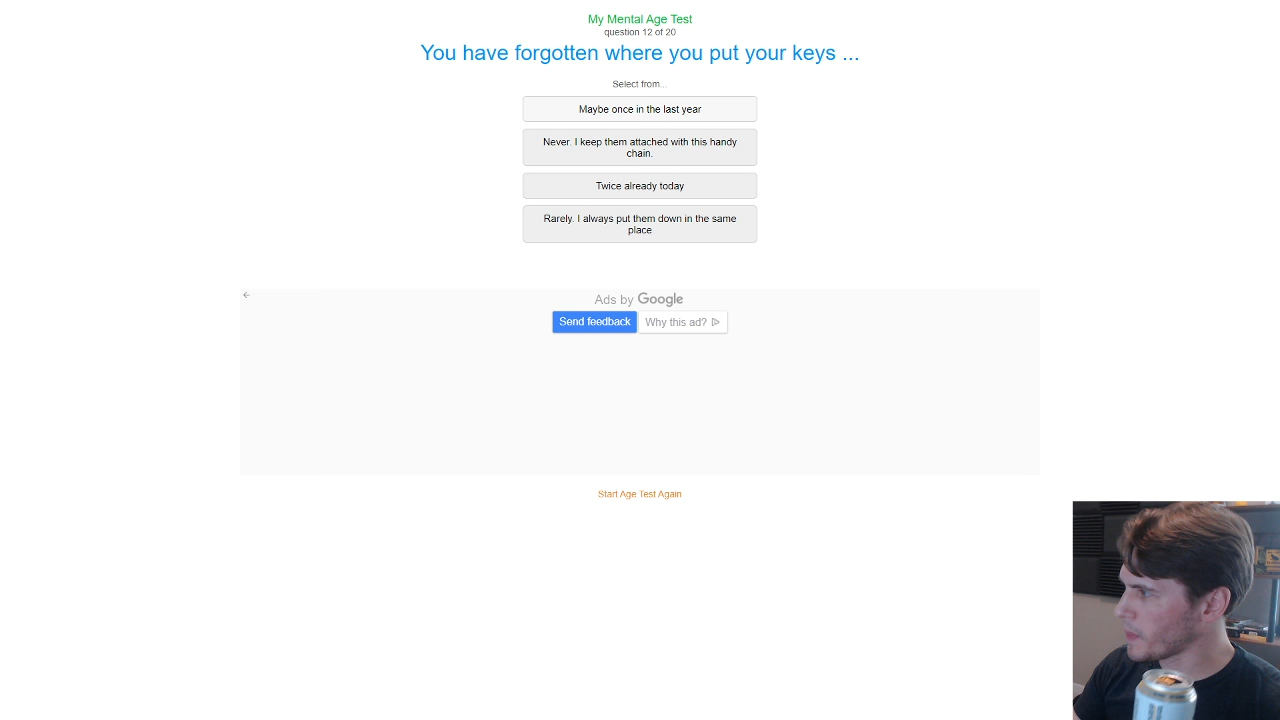 My Mental Age Test
question 12 of 20
You have forgotten where you put your keys ...
Select from...
Maybe once in the last year
Never. I keep them attached with this handy
chain.
Twice already today
Rarely. I always put them down in the same
place
Ads by Google
Send feedback
Why this ad?
Start Age Test Again